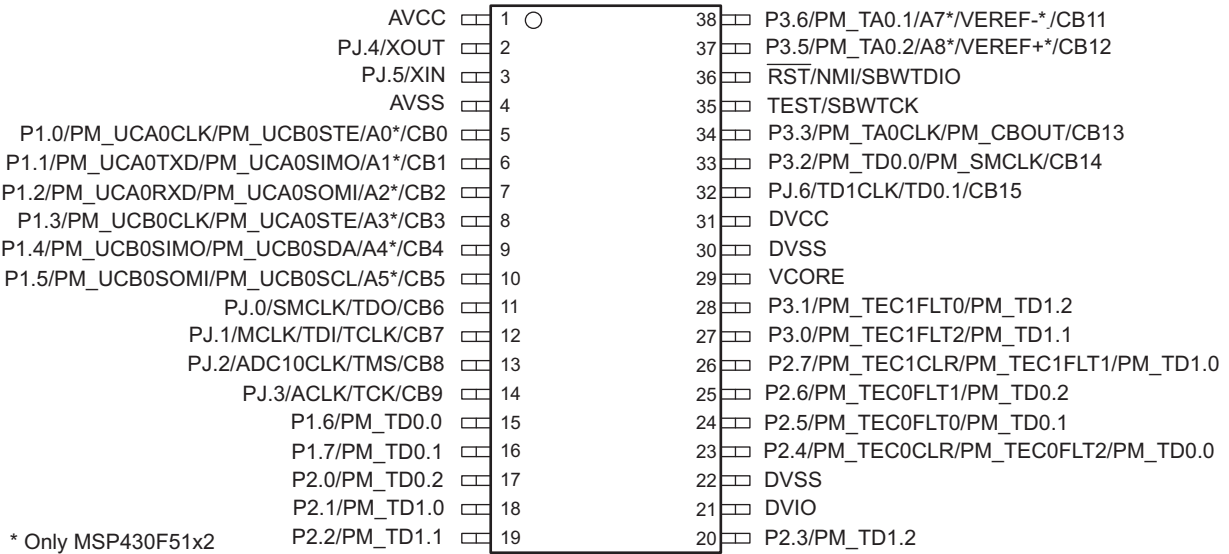 AVCC 1 38 P3.6/PM_TA0.1/A7*/VEREF-*/CB11
PJ.4/XOUT 2 37 P3.5/PM_TA0.2/A8*/VEREF+*/CB12
PJ.5/XIN 3 36 RST/NMI/SBWTDIO
AVSS 4 35 TEST/SBWTCK
P1.0/PM_UCA0CLK/PM_UCB0STE/A0*/CB0 5 34 P3.3/PM_TA0CLK/PM_CBOUT/CB13
P1.1/PM_UCA0TXD/PM_UCA0SIMO/A1*/CB1 6 33 P3.2/PM_TD0.0/PM_SMCLK/CB14
P1.2/PM_UCA0RXD/PM_UCA0SOMI/A2*/CB2 7 32 PJ.6/TD1CLK/TD0.1/CB15
P1.3/PM_UCB0CLK/PM_UCA0STE/A3*/CB3 8 31 DVCC
P1.4/PM_UCB0SIMO/PM_UCB0SDA/A4*/CB4 9 30 DVSS
P1.5/PM_UCB0SOMI/PM_UCB0SCL/A5*/CB5 10 29 VCORE
PJ.0/SMCLK/TDO/CB6 11 28 P3.1/PM_TEC1FLT0/PM_TD1.2
PJ.1/MCLK/TDI/TCLK/CB7 12 27 P3.0/PM_TEC1FLT2/PM_TD1.1
PJ.2/ADC10CLK/TMS/CB8 13 26 P2.7/PM_TEC1CLR/PM_TEC1FLT1/PM_TD1.0
PJ.3/ACLK/TCK/CB9 14 25 P2.6/PM_TEC0FLT1/PM_TD0.2
P1.6/PM_TD0.0 15 24 P2.5/PM_TEC0FLT0/PM_TD0.1
P1.7/PM_TD0.1 16 23 P2.4/PM_TEC0CLR/PM_TEC0FLT2/PM_TD0.0
P2.0/PM_TD0.2 17 22 DVSS
P2.1/PM_TD1.0 18 21 DVIO
P2.2/PM_TD1.1 19 20 P2.3/PM_TD1.2
* Only MSP430F51x2